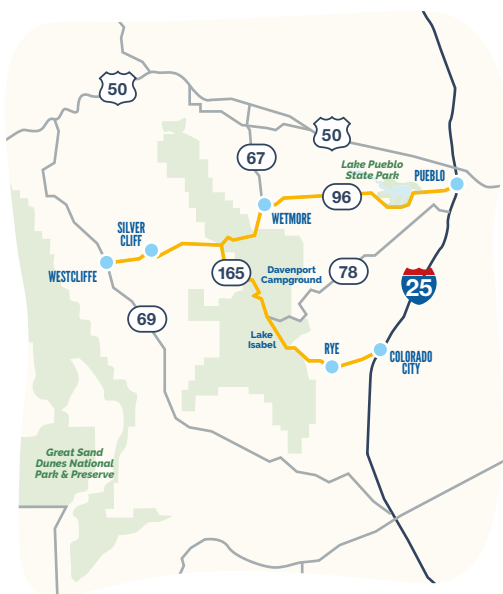 50
50
67
Lake Pueblo
State Park
PUEBLO
96
WETMORE
SILVER
CLIFF
WESTCLIFFE
165
Davenport
Campground
78
25
69
Lake
Isabel
RYE
COLORADO
CITY
Great Sand
Dunes National
Park & Preserve